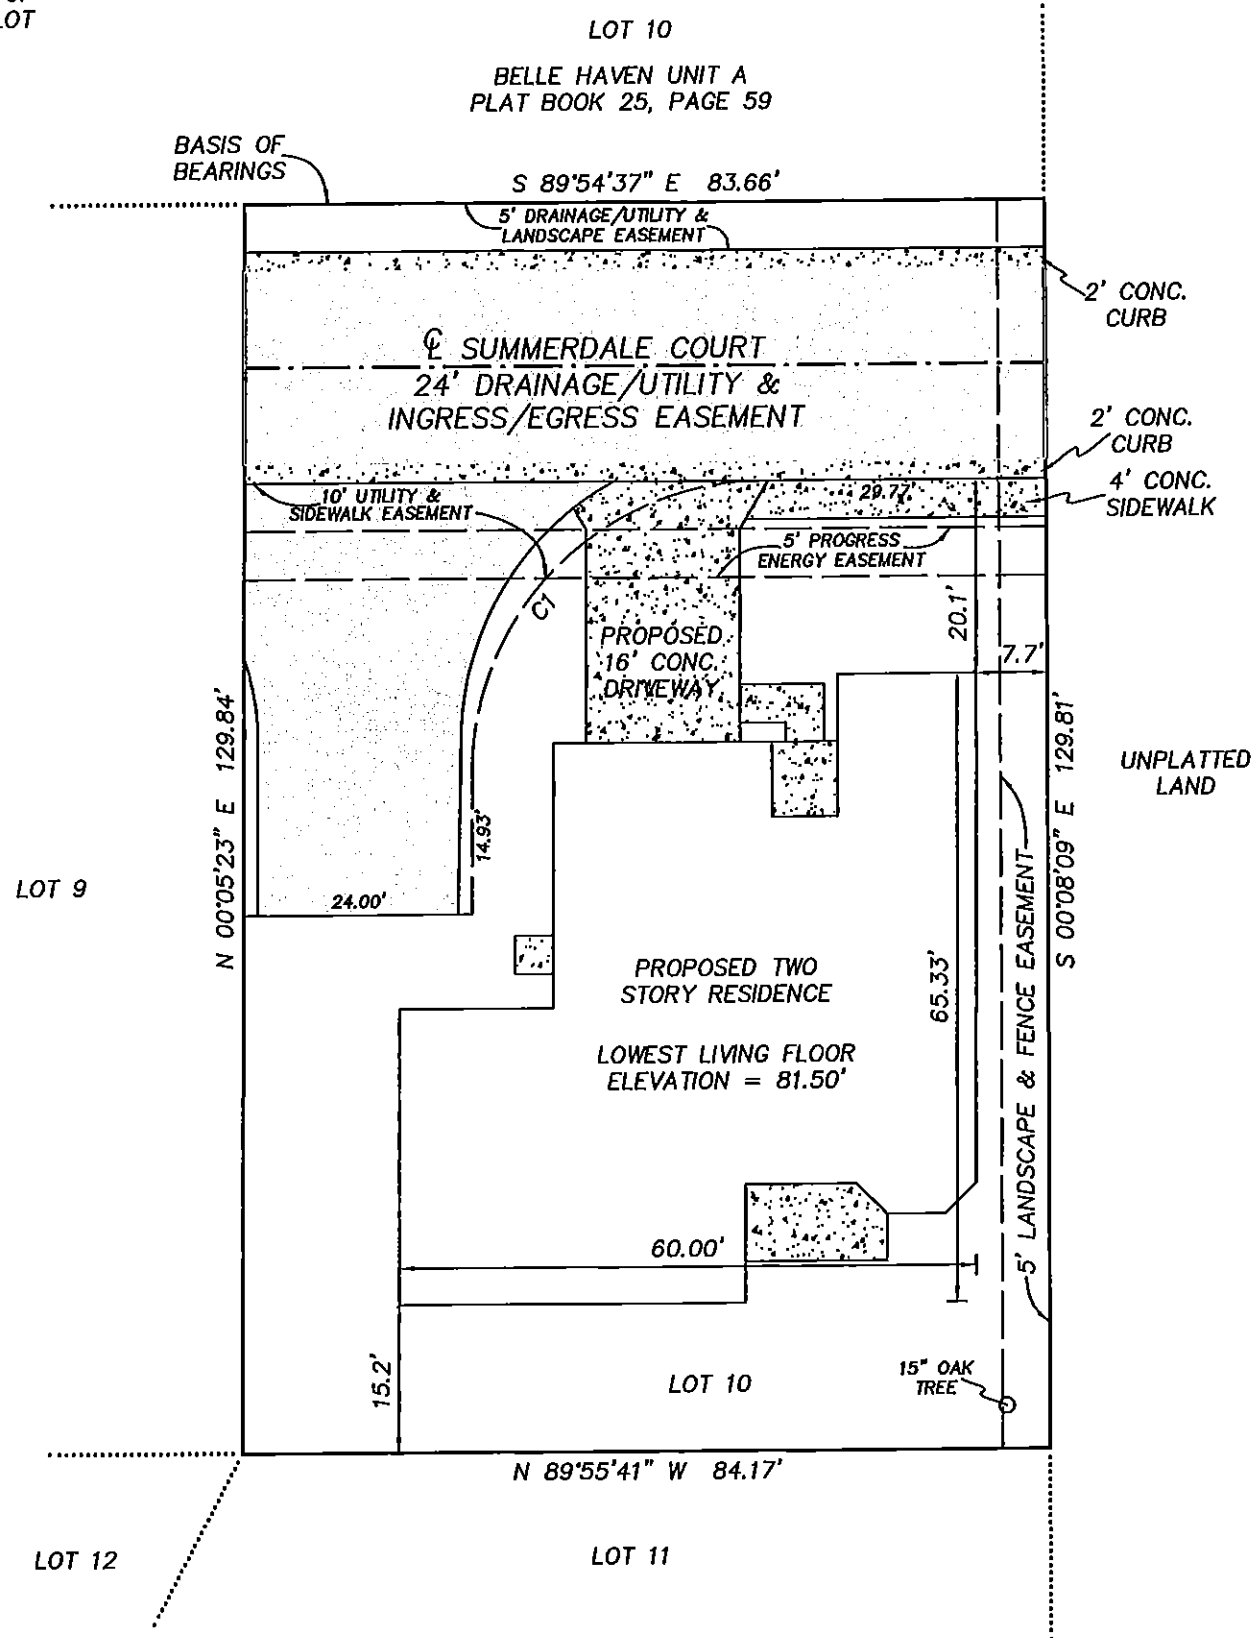 LOT
LOT 10
BELLE HAVEN UNIT A
PLAT BOOK 25, PAGE 59
BASIS OF
BEARINGS
S 89°54'37" E 83.66'
5' DRAINAGE/UTILITY &
LANDSCAPE EASEMENT
2' CONC.
CURB
℄ SUMMERDALE COURT
24' DRAINAGE/UTILITY &
INGRESS/EGRESS EASEMENT
2' CONC.
CURB
10' UTILITY &
SIDEWALK EASEMENT
29.77'
4' CONC.
SIDEWALK
5' PROGRESS
ENERGY EASEMENT
C1
20.1'
PROPOSED
16' CONC.
DRIVEWAY
7.7'
N 00°05'23" E 129.84'
S 00°08'09" E 129.81'
UNPLATTED
LAND
14.93'
LOT 9
24.00'
PROPOSED TWO
STORY RESIDENCE
65.33'
LOWEST LIVING FLOOR
ELEVATION = 81.50'
5' LANDSCAPE & FENCE EASEMENT
60.00'
15.2'
LOT 10
15" OAK
TREE
N 89°55'41" W 84.17'
LOT 12
LOT 11